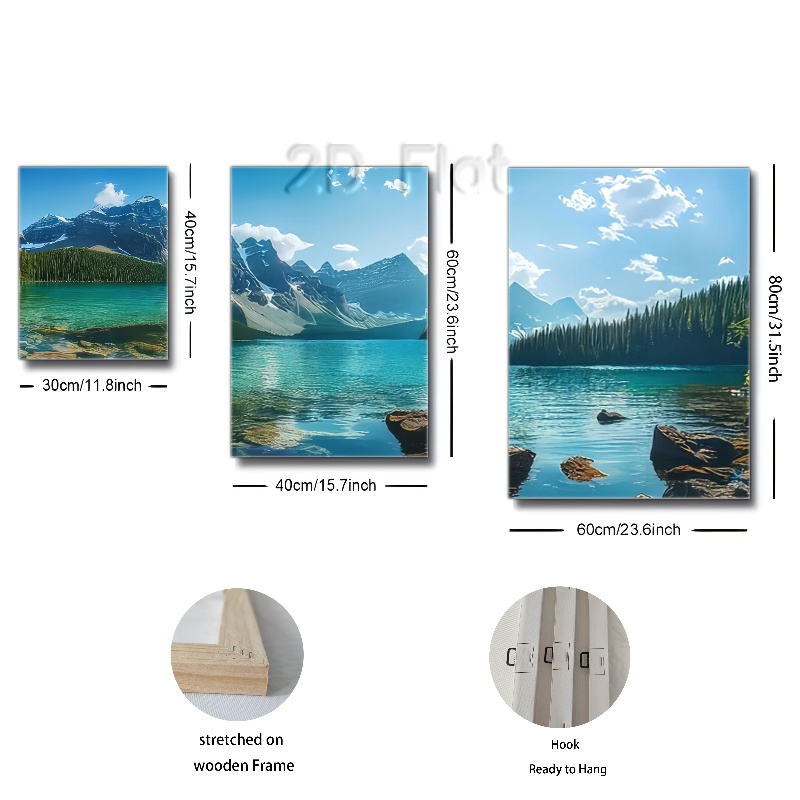 2D Flat
40cm/15.7inch
60cm/23.6inch
80cm/31.5inch
30cm/11.8inch
40cm/15.7inch
60cm/23.6inch
stretched on
wooden Frame
Hook
Ready to Hang